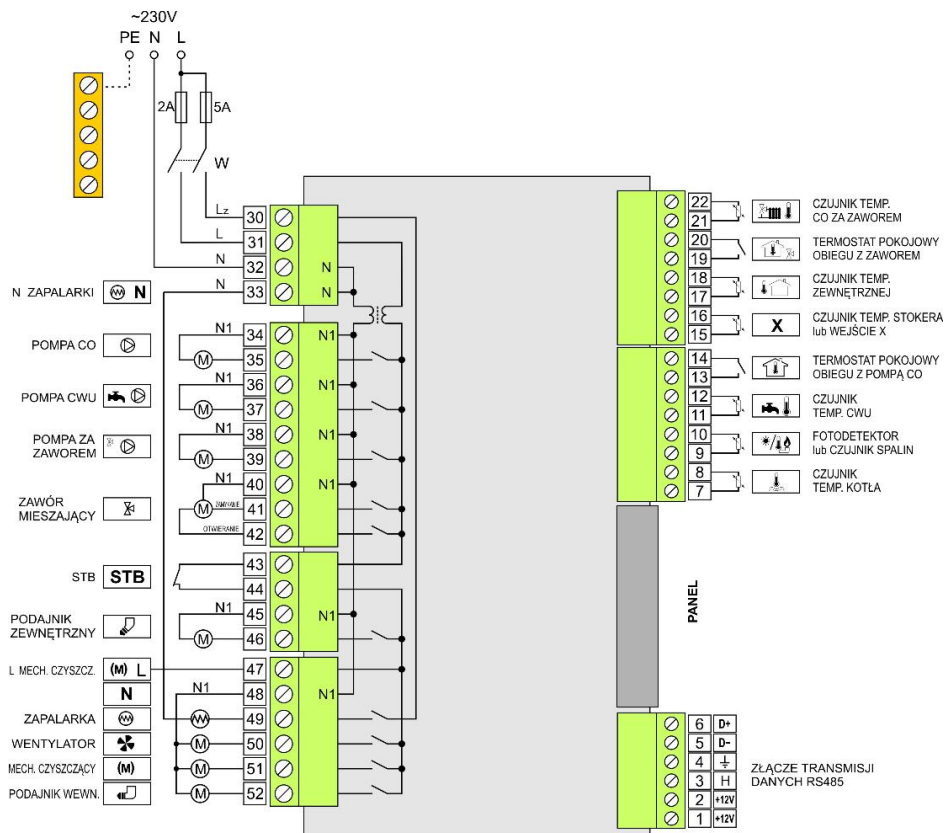 ~230V
PE N L
2A 5A
W
Lz 30
L 31
N 32 N
N ZAPALARKI N N 33 N
N1 34 N1
POMPA CO M 35
N1 36 N1
POMPA CWU M 37
POMPA ZA
ZAWOREM
N1 38 N1
M 39
N1 40 N1
ZAWÓR
MIESZAJĄCY
M ZAMYKANIE 41
OTWIERANIE 42
43
STB STB 44
PODAJNIK
ZEWNĘTRZNY
N1 45 N1
M 46
L MECH. CZYSZCZ. (M) L 47
N N1 48 N1
ZAPALARKA 49
WENTYLATOR M 50
MECH. CZYSZCZĄCY (M) M 51
PODAJNIK WEWN. M 52
22
21
CZUJNIK TEMP.
CO ZA ZAWOREM
20
19
TERMOSTAT POKOJOWY
OBIEGU Z ZAWOREM
18
17
CZUJNIK TEMP.
ZEWNĘTRZNEJ
16
15
X
CZUJNIK TEMP. STOKERA
lub WEJŚCIE X
14
13
TERMOSTAT POKOJOWY
OBIEGU Z POMPĄ CO
12
11
CZUJNIK
TEMP. CWU
10
9
FOTODETEKTOR
lub CZUJNIK SPALIN
8
7
CZUJNIK
TEMP. KOTŁA
PANEL
6 D+
5 D-
4
3 H
2 +12V
1 +12V
ZŁĄCZE TRANSMISJI
DANYCH RS485